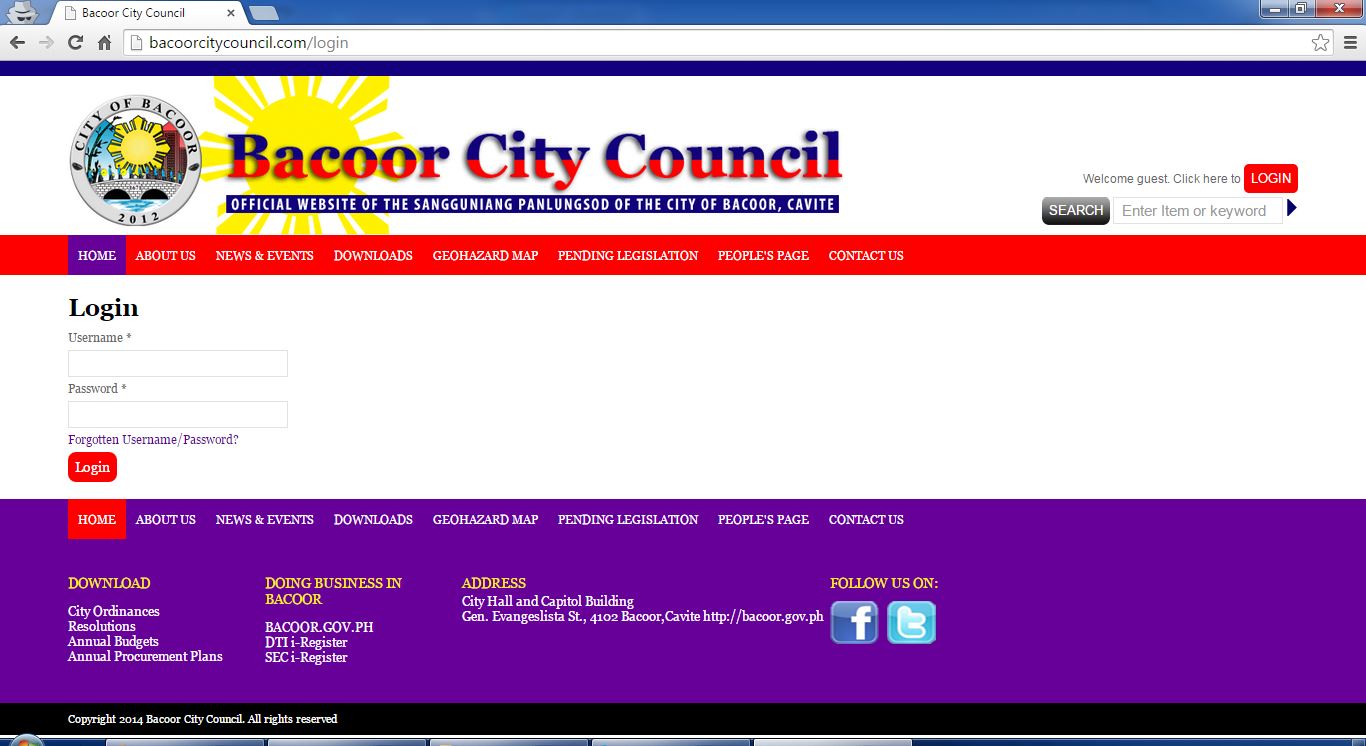 Bacoor City Council
bacoorcitycouncil.com/login
CITY OF BACOOR
2012
Bacoor City Council
OFFICIAL WEBSITE OF THE SANGGUNIANG PANLUNGSOD OF THE CITY OF BACOOR, CAVITE
Welcome guest. Click here to LOGIN
SEARCH Enter Item or keyword
HOME ABOUT US NEWS & EVENTS DOWNLOADS GEOHAZARD MAP PENDING LEGISLATION PEOPLE'S PAGE CONTACT US
Login
Username *
Password *
Forgotten Username/Password?
Login
HOME ABOUT US NEWS & EVENTS DOWNLOADS GEOHAZARD MAP PENDING LEGISLATION PEOPLE'S PAGE CONTACT US
DOWNLOAD
City Ordinances
Resolutions
Annual Budgets
Annual Procurement Plans
DOING BUSINESS IN
BACOOR
BACOOR.GOV.PH
DTI i-Register
SEC i-Register
ADDRESS
City Hall and Capitol Building
Gen. Evangeslista St., 4102 Bacoor,Cavite http://bacoor.gov.ph
FOLLOW US ON:
Copyright 2014 Bacoor City Council. All rights reserved